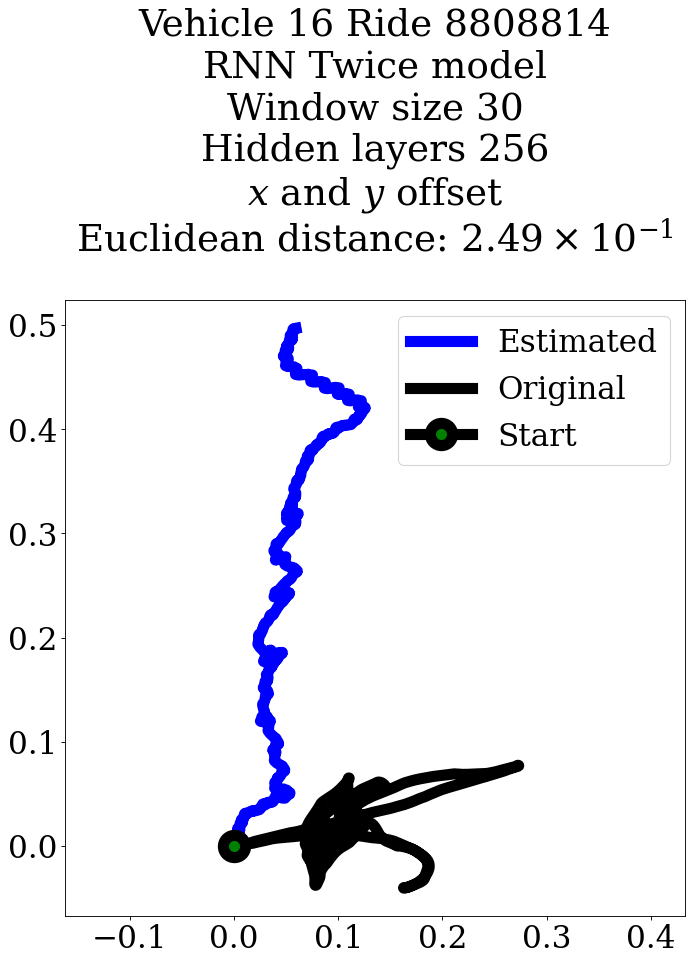 Vehicle 16 Ride 8808814
RNN Twice model
Window size 30
Hidden layers 256
x and y offset
Euclidean distance: 2.49 × 10⁻¹
Estimated
Original
Start
0.5
0.4
0.3
0.2
0.1
0.0
−0.1 0.0 0.1 0.2 0.3 0.4